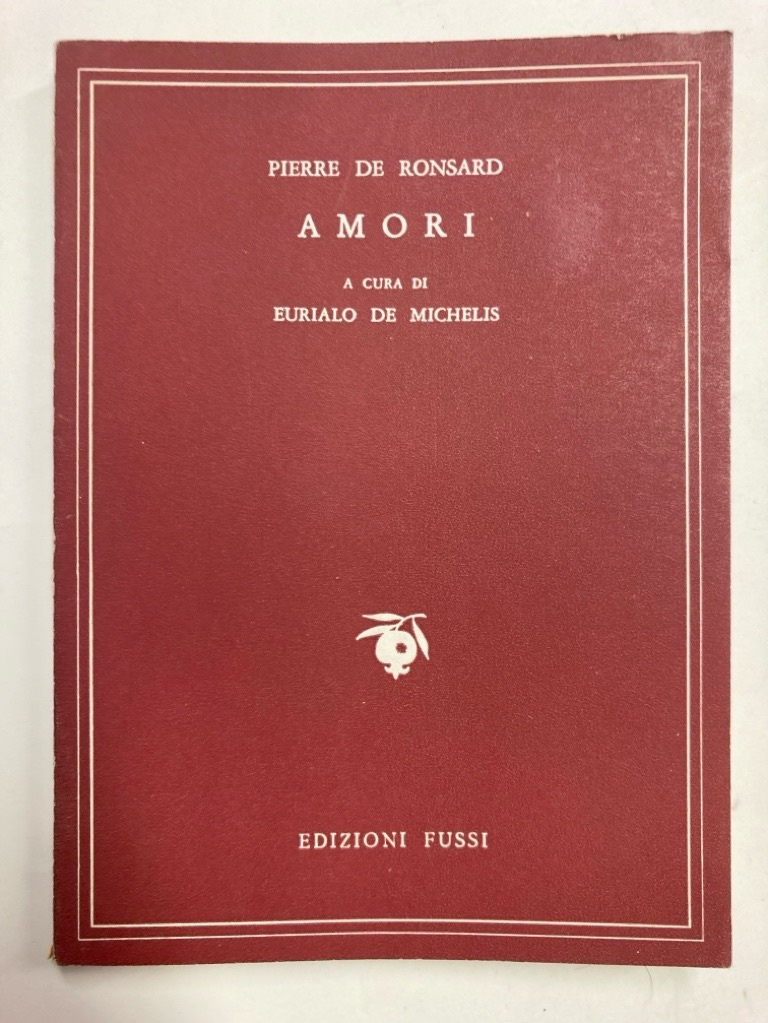 PIERRE DE RONSARD
AMORI
A CURA DI
EURIALO DE MICHELIS
EDIZIONI FUSSI